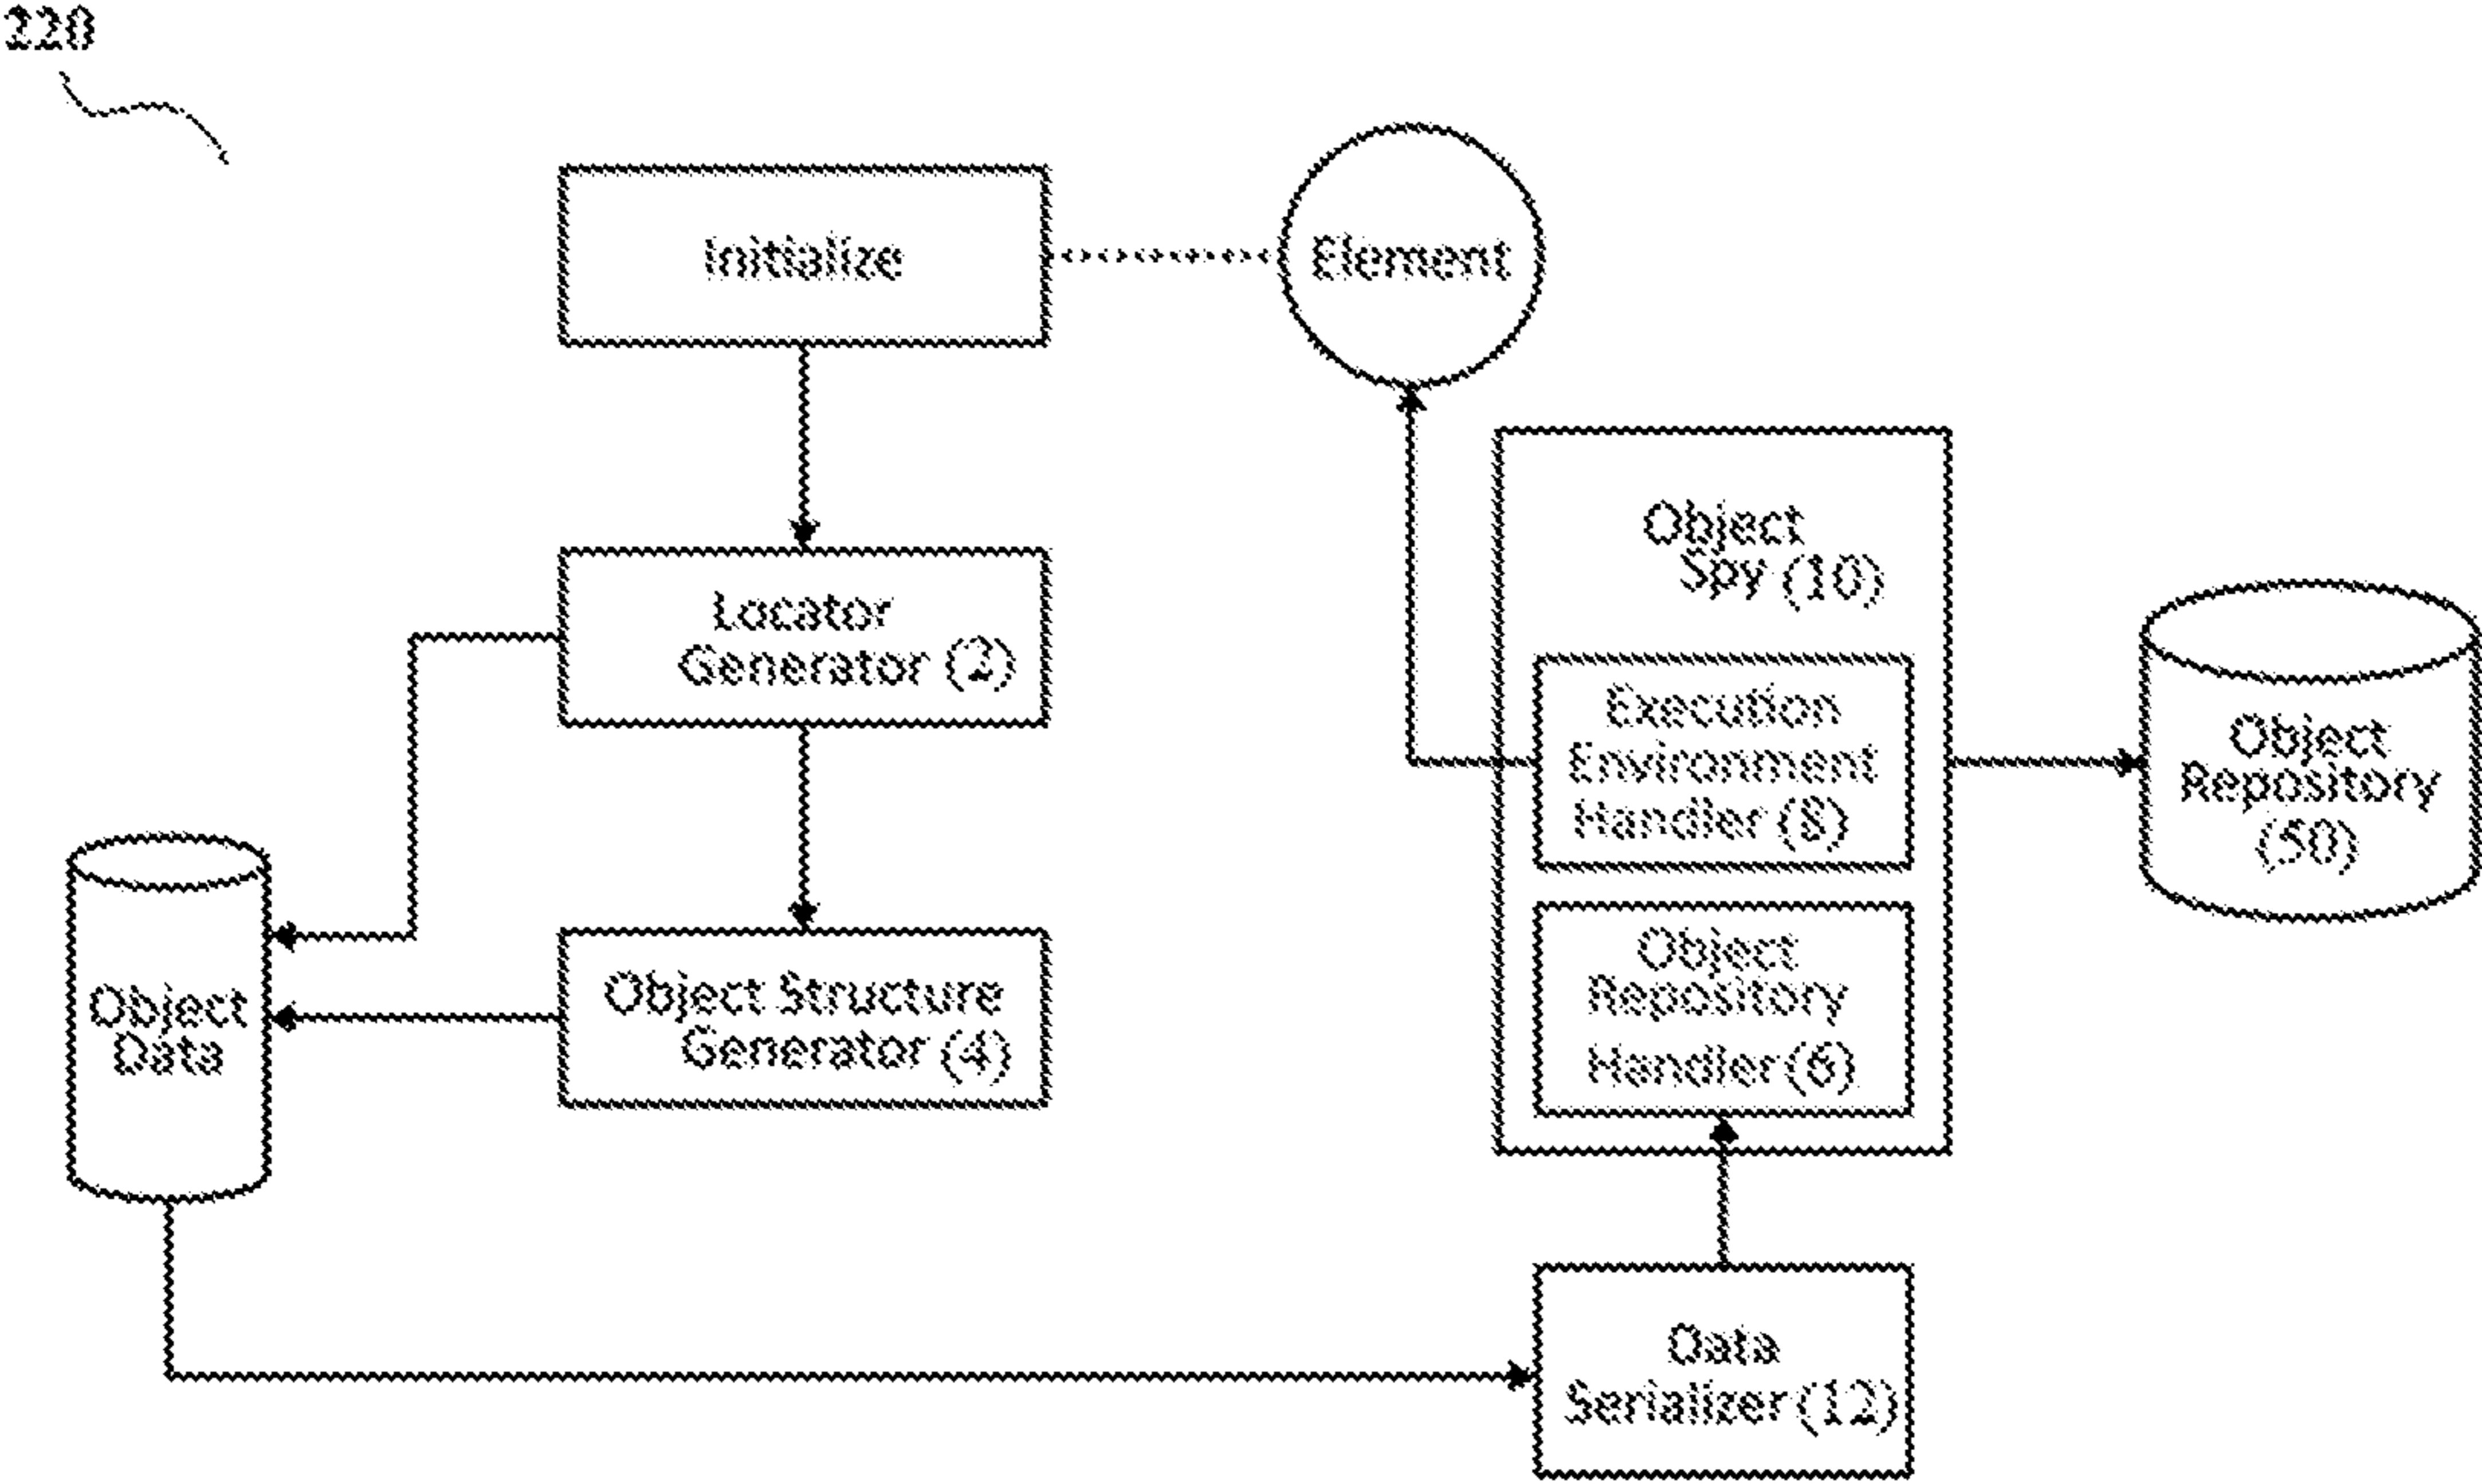 Initialize
Element
Locator
Generator (2)
Object Structure
Generator (4)
Object
Data
Object
Spy (10)
Execution
Environment
Handler (8)
Object
Repository
Handler (6)
Object
Repository
(50)
Data
Serializer (12)